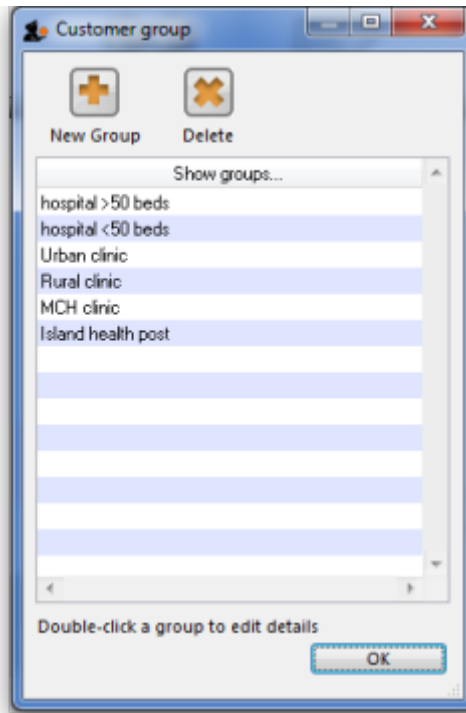 Customer group
New Group Delete
Show groups...
hospital >50 beds
hospital <50 beds
Urban clinic
Rural clinic
MCH clinic
Island health post
Double-click a group to edit details
OK